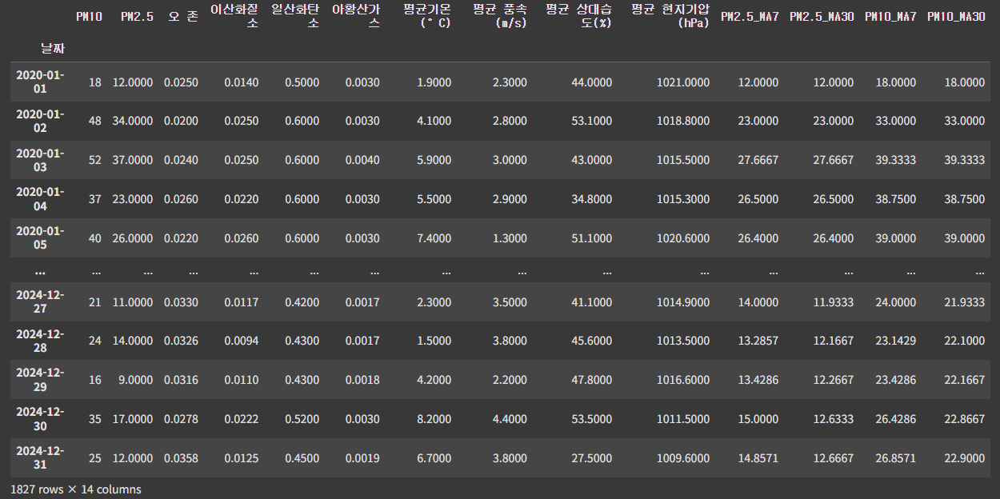 PM10 PM2.5 오 존 이산화질소 일산화탄소 아황산가스 평균기온(°C) 평균 풍속(m/s) 평균 상대습도(%) 평균 현지기압(hPa) PM2.5_MA7 PM2.5_MA30 PM10_MA7 PM10_MA30
날짜
2020-01-01 18 12.0000 0.0250 0.0140 0.5000 0.0030 1.9000 2.3000 44.0000 1021.0000 12.0000 12.0000 18.0000 18.0000
2020-01-02 48 34.0000 0.0200 0.0250 0.6000 0.0030 4.1000 2.8000 53.1000 1018.8000 23.0000 23.0000 33.0000 33.0000
2020-01-03 52 37.0000 0.0240 0.0250 0.6000 0.0040 5.9000 3.0000 43.0000 1015.5000 27.6667 27.6667 39.3333 39.3333
2020-01-04 37 23.0000 0.0260 0.0220 0.6000 0.0030 5.5000 2.9000 34.8000 1015.3000 26.5000 26.5000 38.7500 38.7500
2020-01-05 40 26.0000 0.0220 0.0260 0.6000 0.0030 7.4000 1.3000 51.1000 1020.6000 26.4000 26.4000 39.0000 39.0000
... ... ... ... ... ... ... ... ... ... ... ... ... ... ...
2024-12-27 21 11.0000 0.0330 0.0117 0.4200 0.0017 2.3000 3.5000 41.1000 1014.9000 14.0000 11.9333 24.0000 21.9333
2024-12-28 24 14.0000 0.0326 0.0094 0.4300 0.0017 1.5000 3.8000 45.6000 1013.5000 13.2857 12.1667 23.1429 22.1000
2024-12-29 16 9.0000 0.0316 0.0110 0.4300 0.0018 4.2000 2.2000 47.8000 1016.6000 13.4286 12.2667 23.4286 22.1667
2024-12-30 35 17.0000 0.0278 0.0222 0.5200 0.0030 8.2000 4.4000 53.5000 1011.5000 15.0000 12.6333 26.4286 22.8667
2024-12-31 25 12.0000 0.0358 0.0125 0.4500 0.0019 6.7000 3.8000 27.5000 1009.6000 14.8571 12.6667 26.8571 22.9000
1827 rows × 14 columns